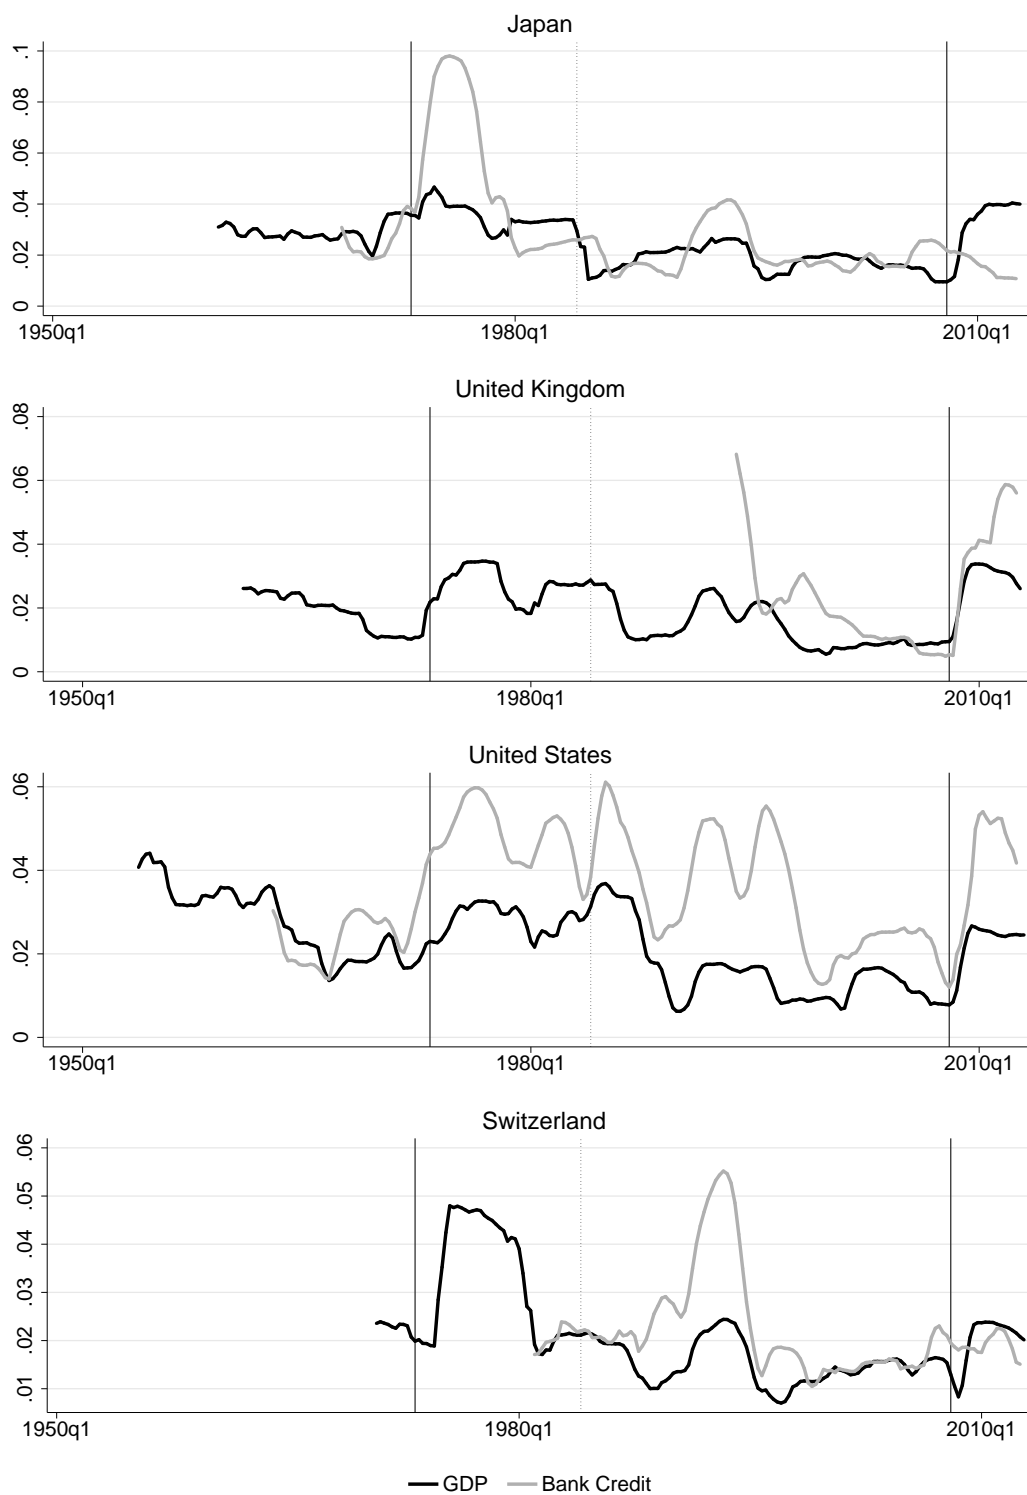 Japan
.1
.08
.06
.04
.02
0
1950q1 1980q1 2010q1
United Kingdom
.08
.06
.04
.02
0
1950q1 1980q1 2010q1
United States
.06
.04
.02
0
1950q1 1980q1 2010q1
Switzerland
.06
.05
.04
.03
.02
.01
1950q1 1980q1 2010q1
GDP Bank Credit